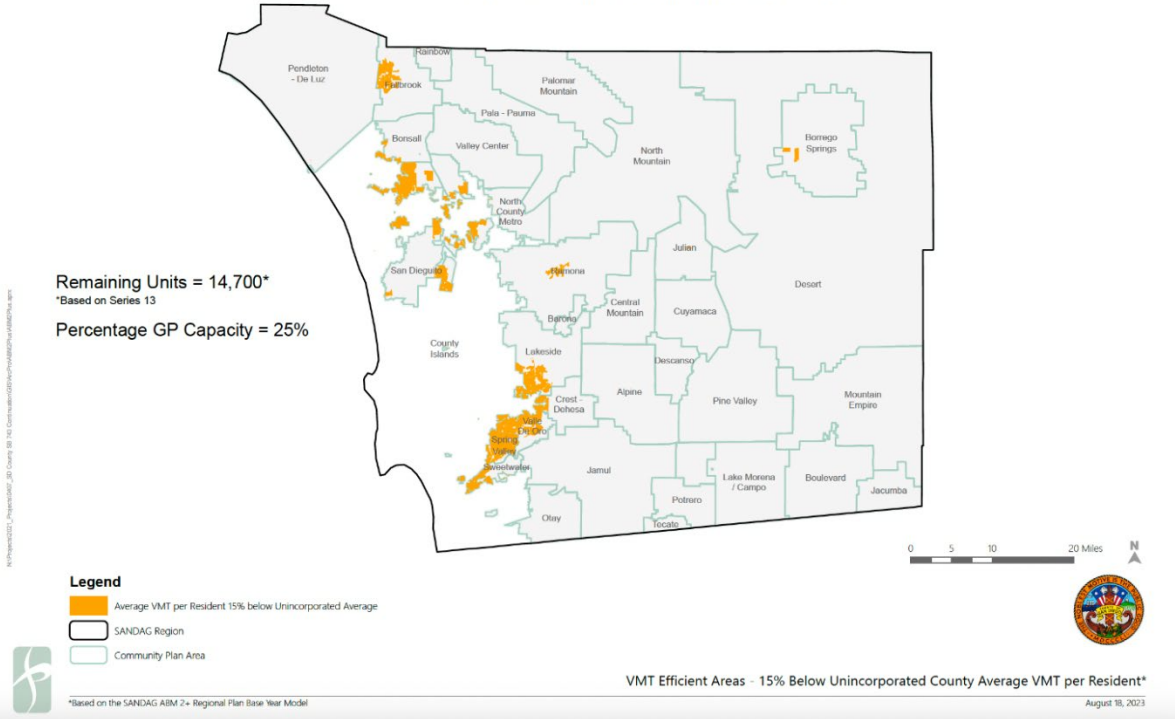 Rainbow
Pendleton
- De Luz
Fallbrook
Palomar
Mountain
Pala - Pauma
Bonsall
Valley Center
North
Mountain
Borrego
Springs
North
County
Metro
Julian
San Dieguito
Ramona
Desert
Remaining Units = 14,700*
*Based on Series 13
Percentage GP Capacity = 25%
Central
Mountain
Cuyamaca
Barona
County
Islands
Lakeside
Descanso
Alpine
Crest -
Dehesa
Pine Valley
Mountain
Empire
Valle
De Oro
Spring
Valley
Sweetwater
Jamul
Lake Morena
/ Campo
Boulevard
Jacumba
Potrero
Otay
Tecate
0 5 10 20 Miles
N
Legend
Average VMT per Resident 15% below Unincorporated Average
SANDAG Region
Community Plan Area
VMT Efficient Areas - 15% Below Unincorporated County Average VMT per Resident*
*Based on the SANDAG ABM 2+ Regional Plan Base Year Model
August 18, 2023